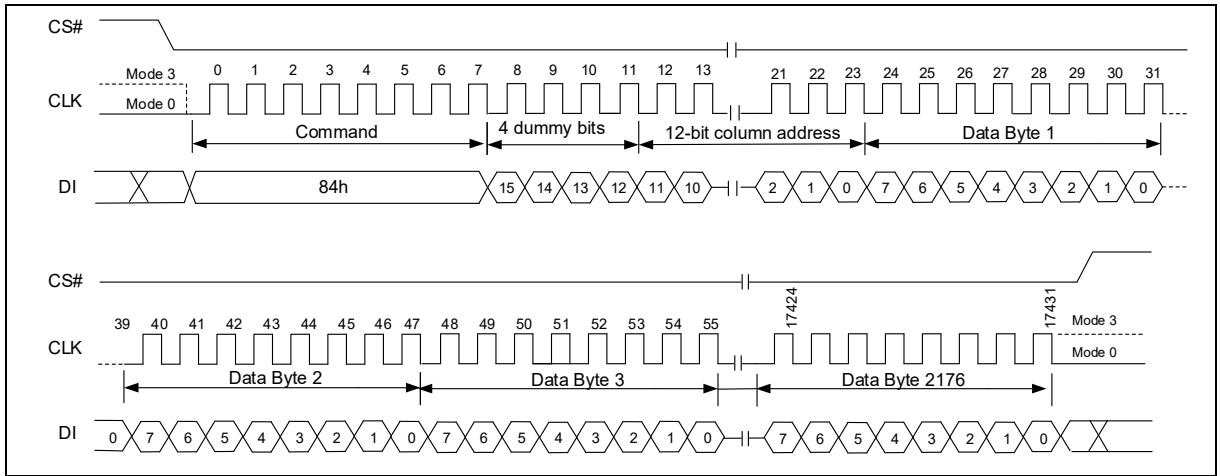 CS#
Mode 3
0 1 2 3 4 5 6 7 8 9 10 11 12 13 21 22 23 24 25 26 27 28 29 30 31
CLK
Mode 0
Command 4 dummy bits 12-bit column address Data Byte 1
DI 84h 15 14 13 12 11 10 2 1 0 7 6 5 4 3 2 1 0
CS#
39 40 41 42 43 44 45 46 47 48 49 50 51 52 53 54 55 17424 17431 Mode 3
CLK
Mode 0
Data Byte 2 Data Byte 3 Data Byte 2176
DI 0 7 6 5 4 3 2 1 0 7 6 5 4 3 2 1 0 7 6 5 4 3 2 1 0